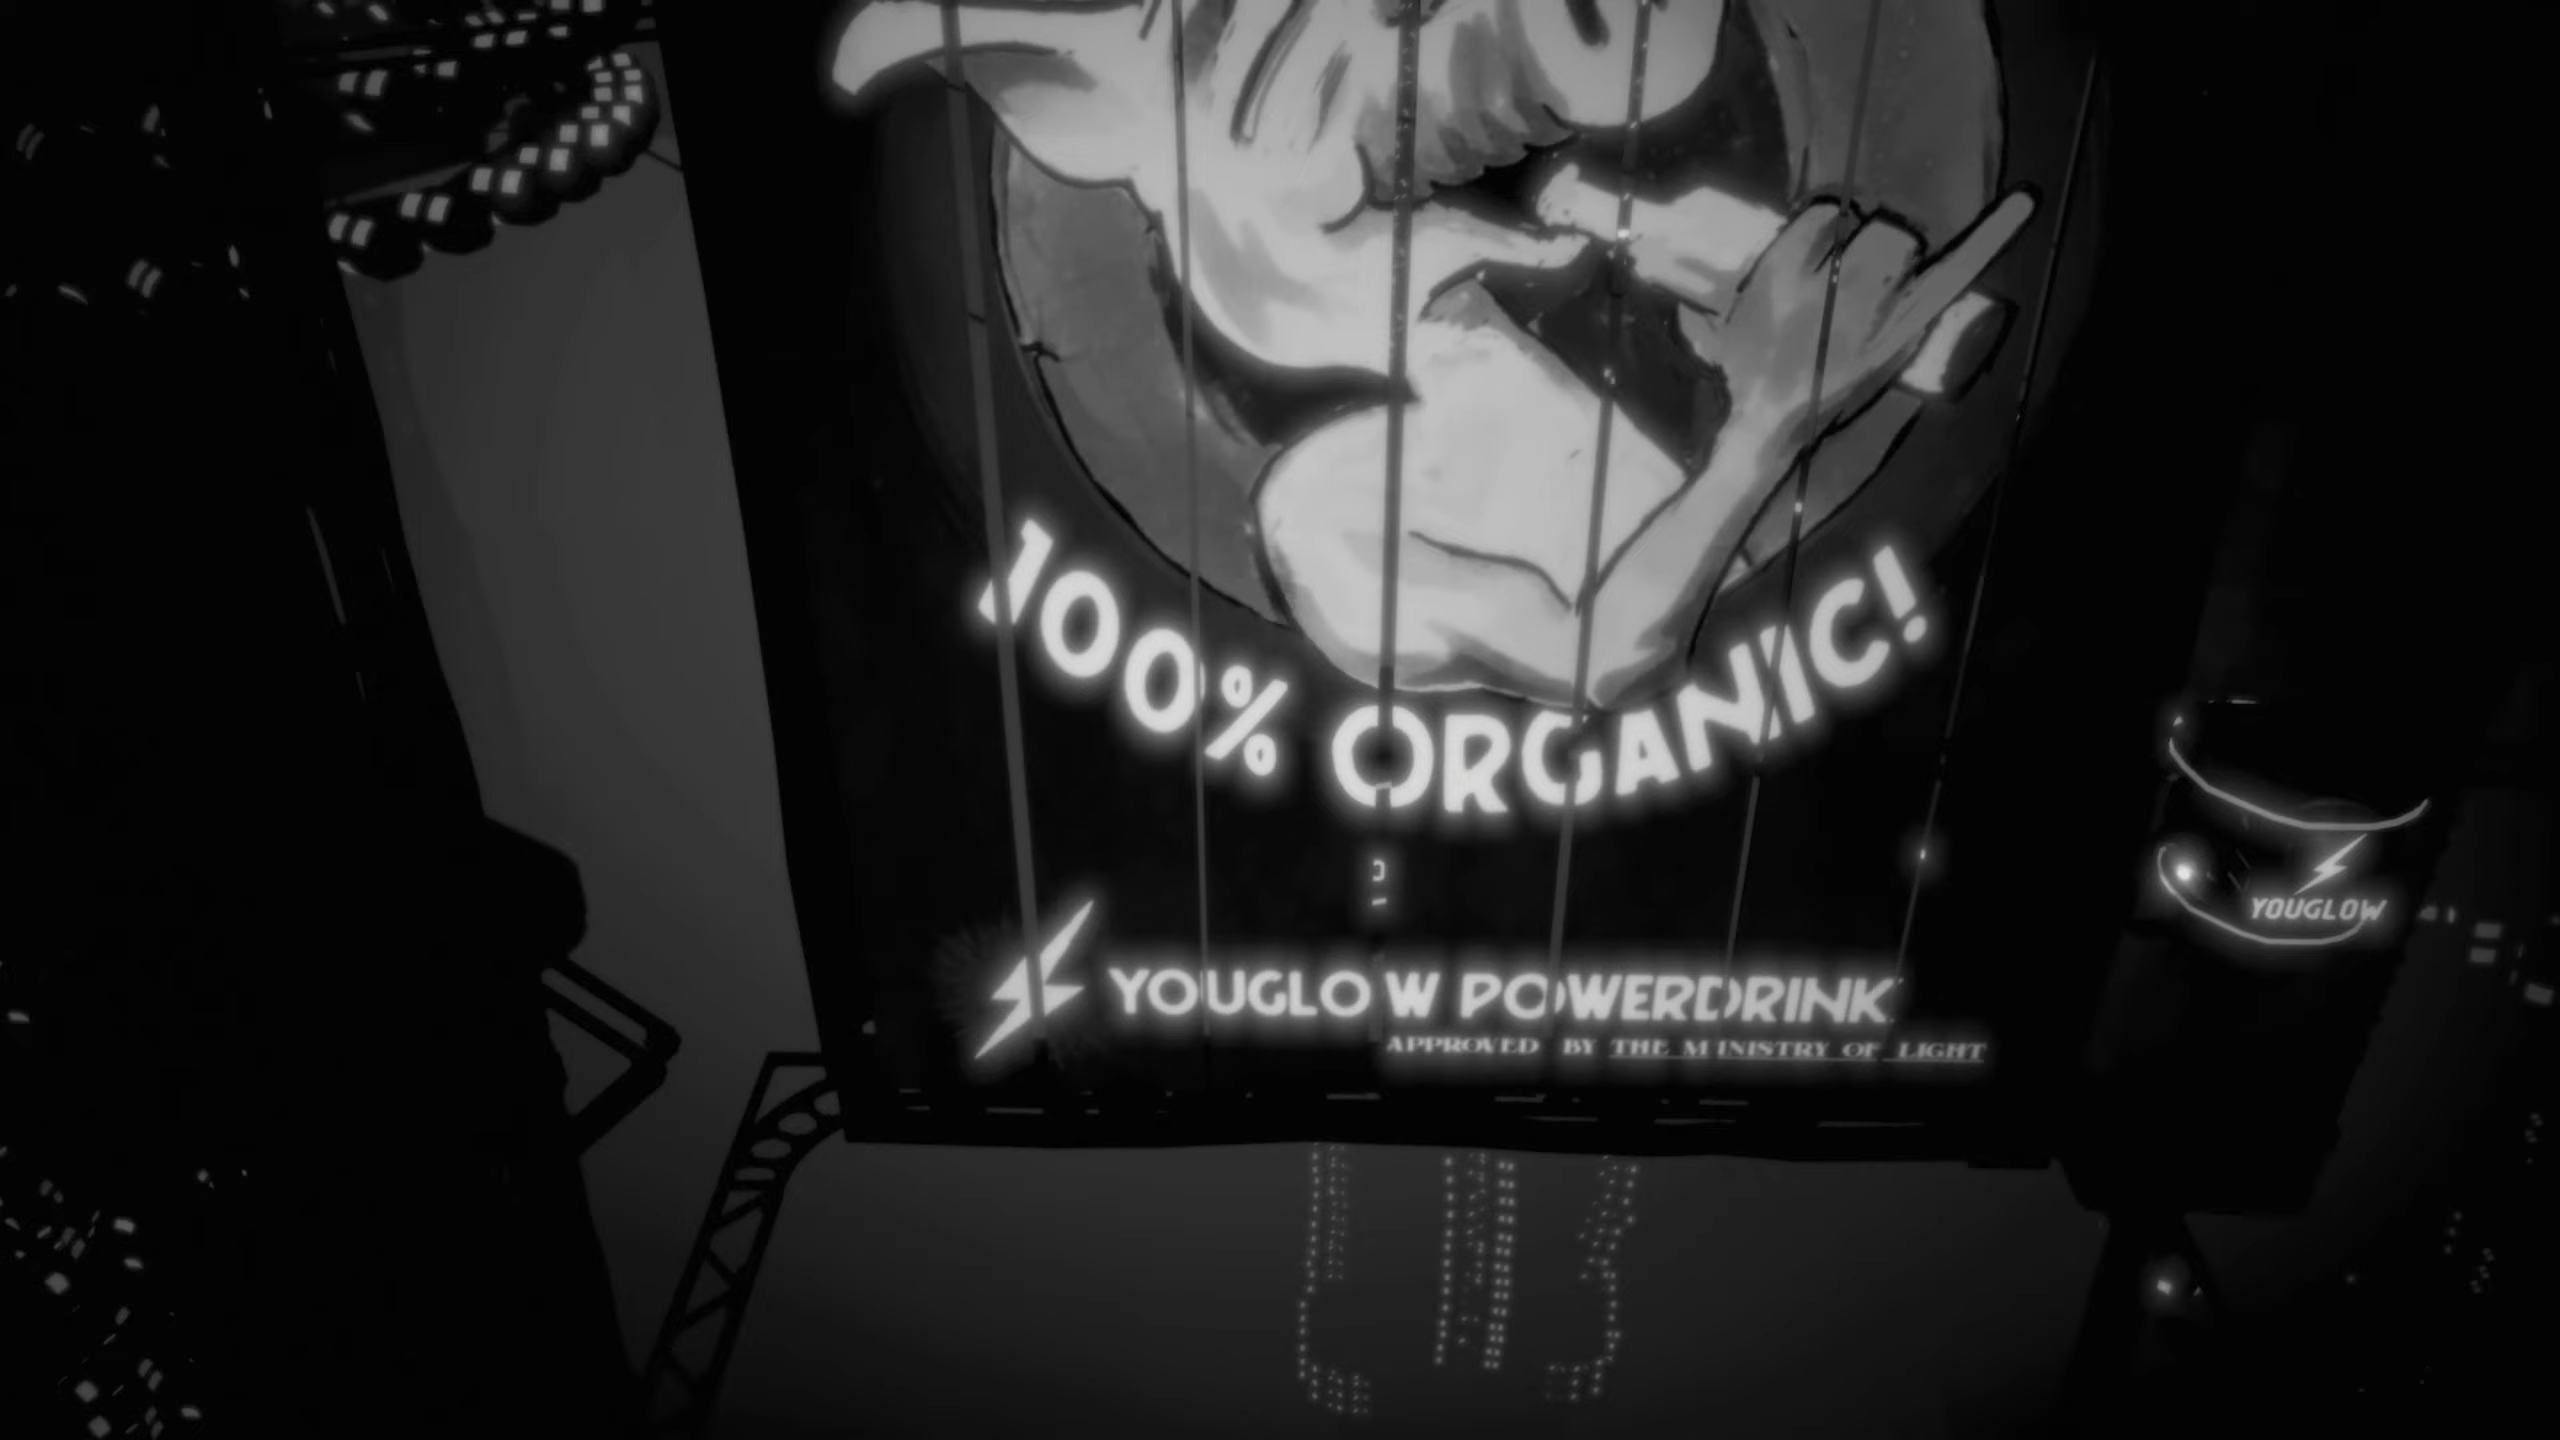 100% ORGANIC!
YOUGLOW
YOUGLOW POWERDRINK
APPROVED BY THE MINISTRY OF LIGHT